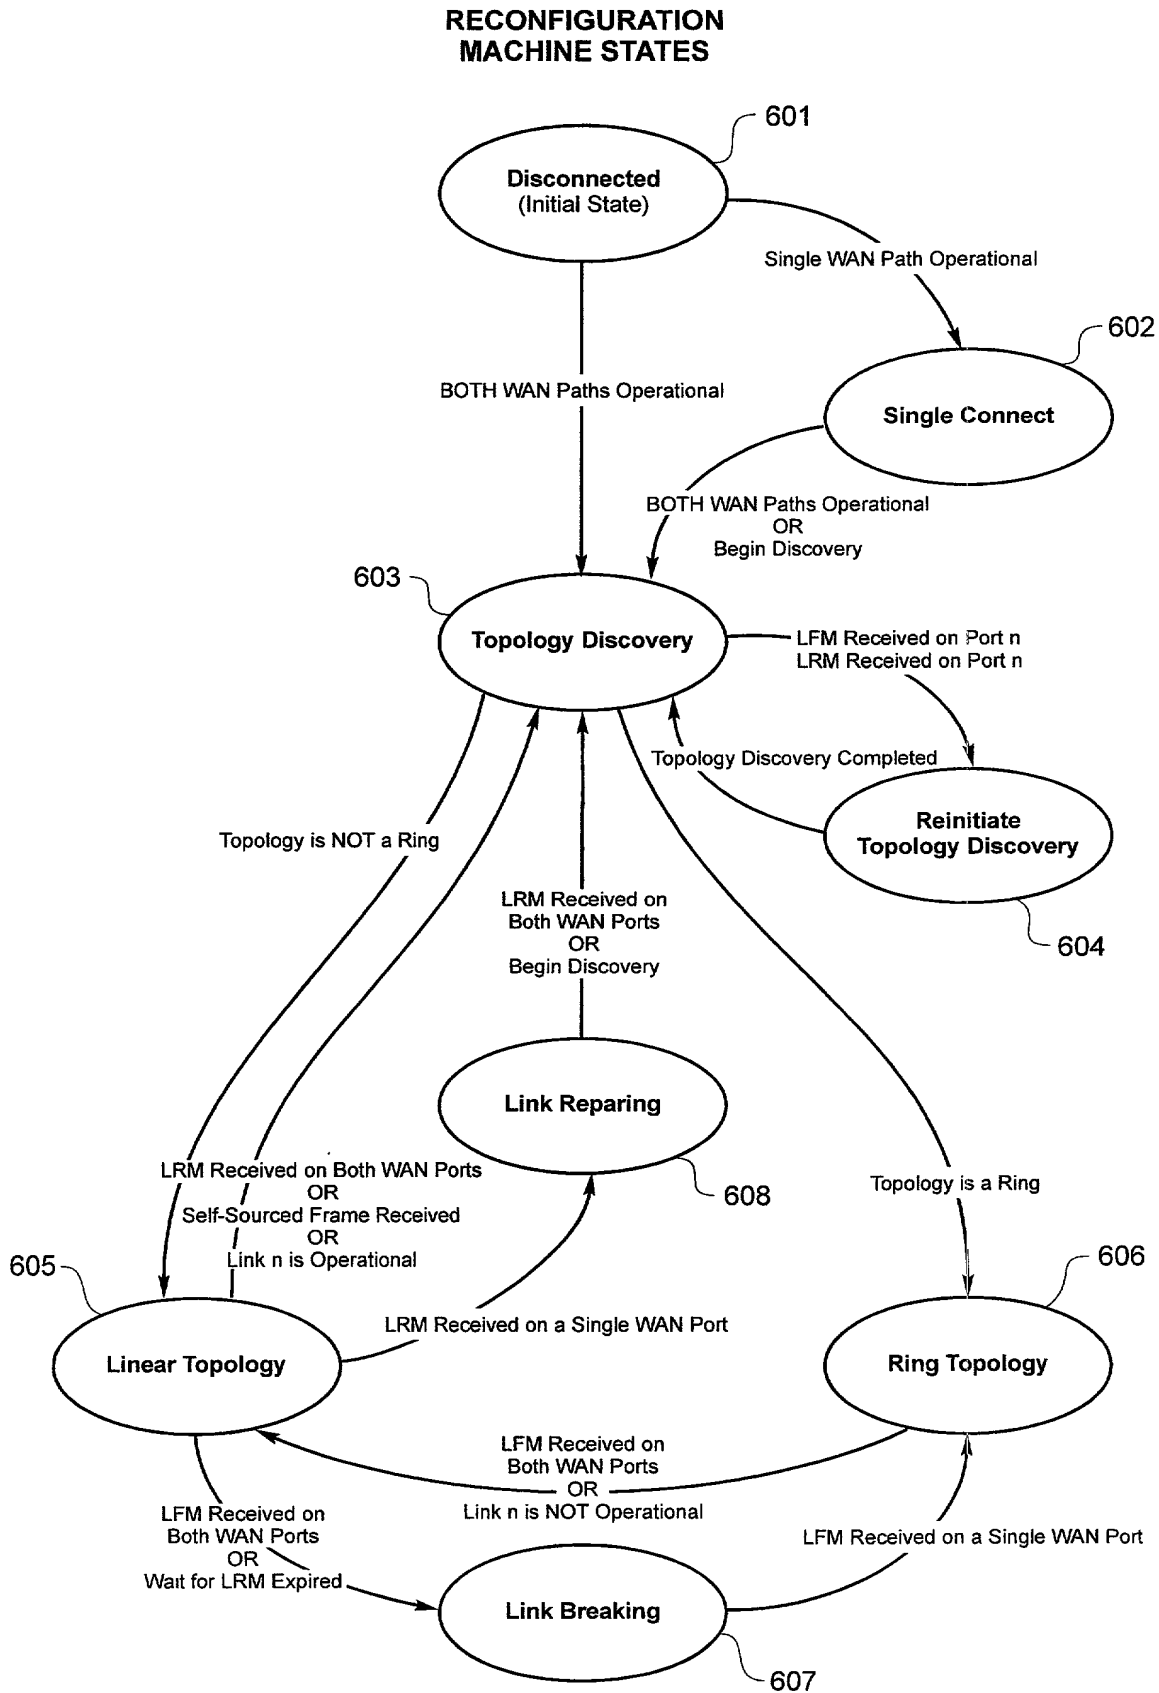 RECONFIGURATION
MACHINE STATES
601
Disconnected
(Initial State)
Single WAN Path Operational
602
Single Connect
BOTH WAN Paths Operational
BOTH WAN Paths Operational
OR
Begin Discovery
603
Topology Discovery
LFM Received on Port n
LRM Received on Port n
Topology Discovery Completed
Reinitiate
Topology Discovery
604
Topology is NOT a Ring
LRM Received on
Both WAN Ports
OR
Begin Discovery
Link Reparing
608
LRM Received on Both WAN Ports
OR
Self-Sourced Frame Received
OR
Link n is Operational
Topology is a Ring
605
606
Linear Topology
LRM Received on a Single WAN Port
Ring Topology
LFM Received on
Both WAN Ports
OR
Link n is NOT Operational
LFM Received on
Both WAN Ports
OR
Wait for LRM Expired
LFM Received on a Single WAN Port
Link Breaking
607